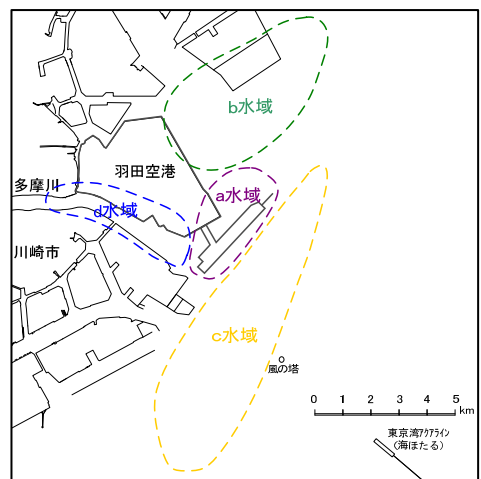 b水域
羽田空港
多摩川
a水域
d水域
川崎市
c水域
風の塔
0 1 2 3 4 5
km
東京湾ｱｸｱﾗｲﾝ
(海ほたる)